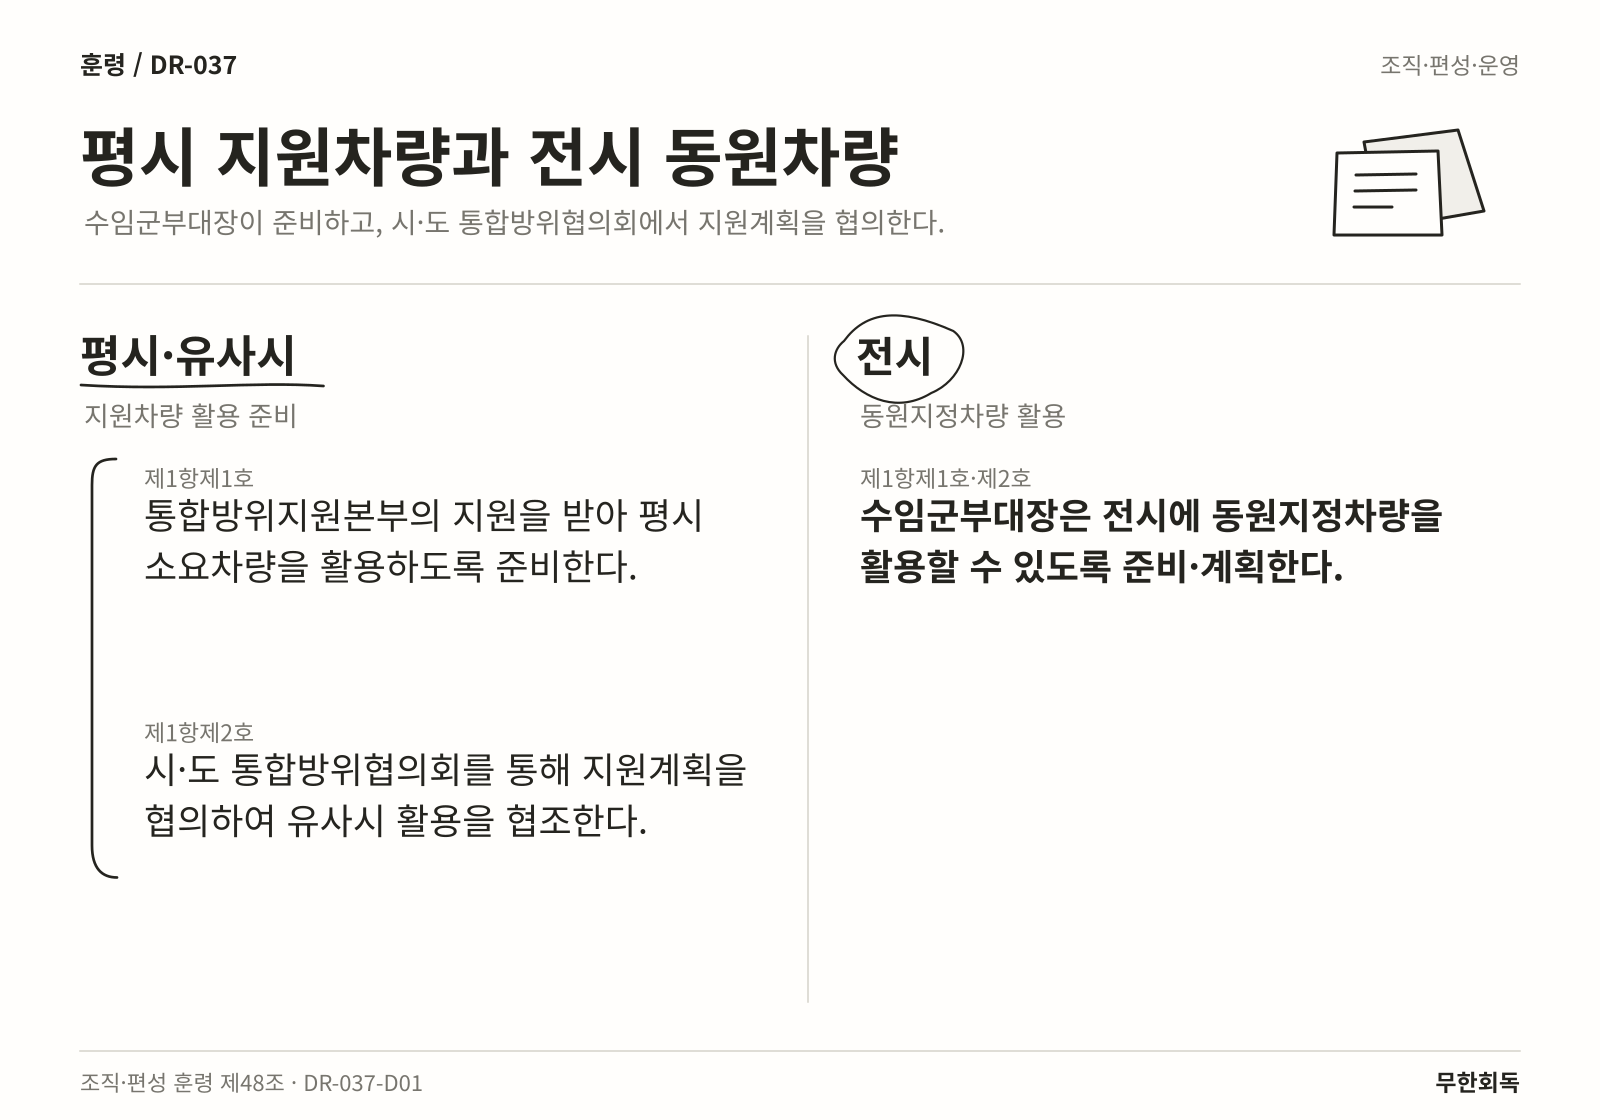 훈령 / DR-037
조직·편성·운영
평시 지원차량과 전시 동원차량
수임군부대장이 준비하고, 시·도 통합방위협의회에서 지원계획을 협의한다.
평시·유사시
지원차량 활용 준비
제1항제1호
통합방위지원본부의 지원을 받아 평시
소요차량을 활용하도록 준비한다.
제1항제2호
시·도 통합방위협의회를 통해 지원계획을
협의하여 유사시 활용을 협조한다.
전시
동원지정차량 활용
제1항제1호·제2호
수임군부대장은 전시에 동원지정차량을
활용할 수 있도록 준비·계획한다.
조직·편성 훈령 제48조 · DR-037-D01
무한회독